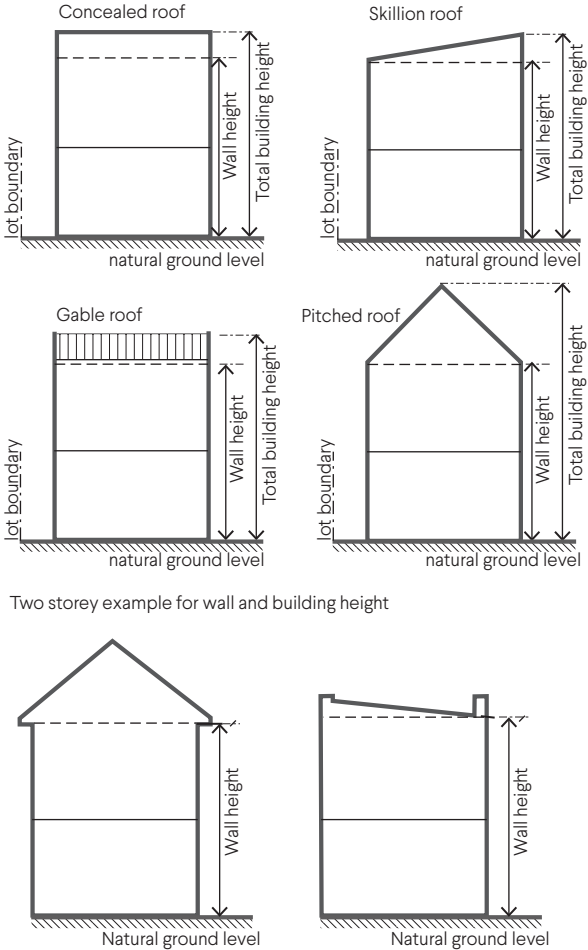 Concealed roof
Skillion roof
lot boundary
Wall height
Total building height
lot boundary
Wall height
Total building height
natural ground level
natural ground level
Gable roof
Pitched roof
lot boundary
Wall height
Total building height
lot boundary
Wall height
Total building height
natural ground level
natural ground level
Two storey example for wall and building height
Wall height
Wall height
Natural ground level
Natural ground level